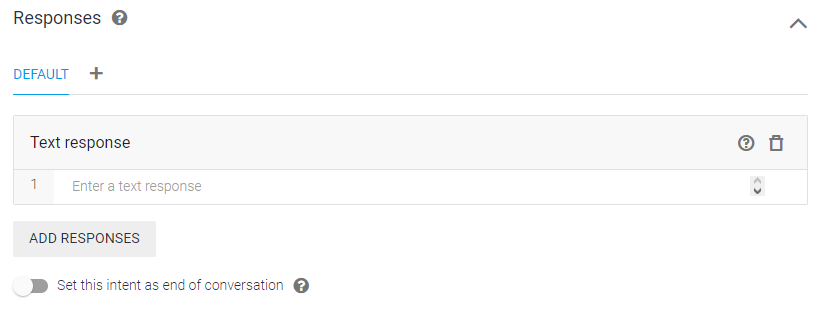 Responses
DEFAULT +
Text response
1 Enter a text response
ADD RESPONSES
Set this intent as end of conversation